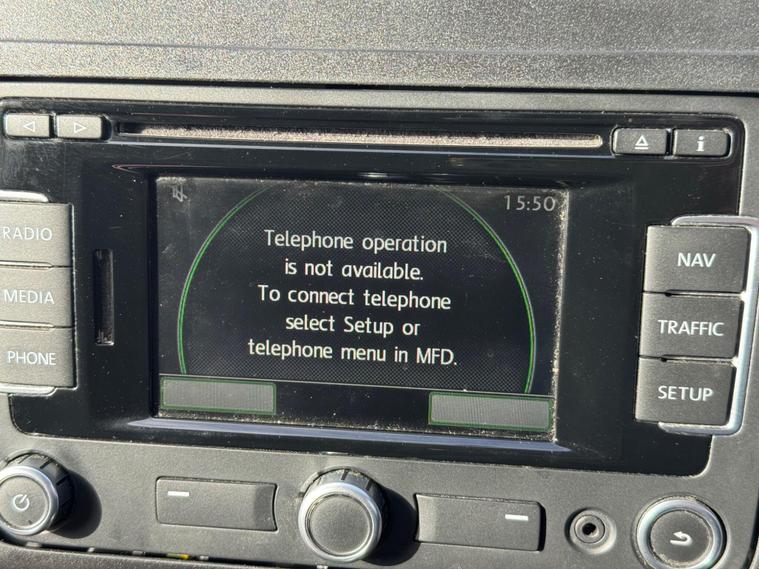 15:50
RADIO
MEDIA
PHONE
Telephone operation
is not available.
To connect telephone
select Setup or
telephone menu in MFD.
NAV
TRAFFIC
SETUP
i